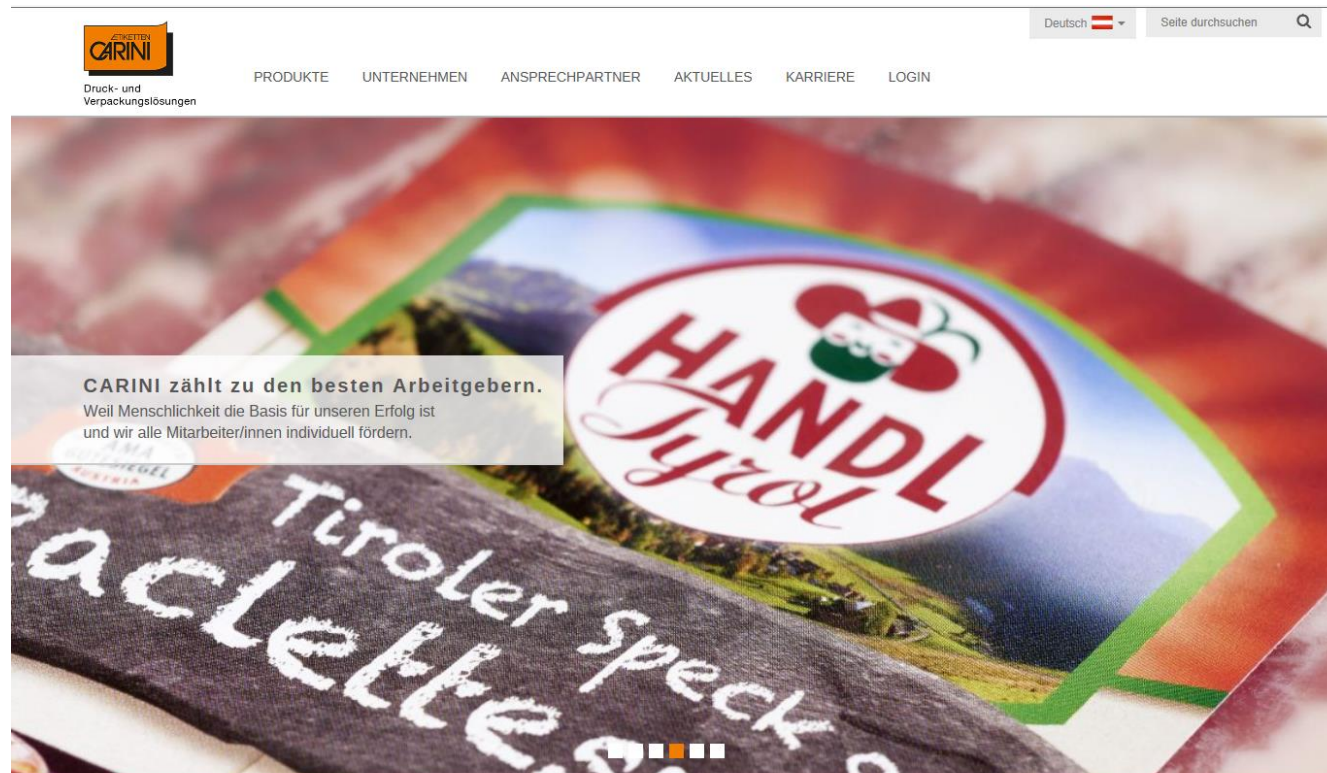 Deutsch
Seite durchsuchen
ETIKETTEN
CARINI
Druck- und
Verpackungslösungen
PRODUKTE UNTERNEHMEN ANSPRECHPARTNER AKTUELLES KARRIERE LOGIN
HANDL
Tyrol
CARINI zählt zu den besten Arbeitgebern.
Weil Menschlichkeit die Basis für unseren Erfolg ist
und wir alle Mitarbeiter/innen individuell fördern.
AMA
GÜTESIEGEL
AUSTRIA
Tiroler Speck